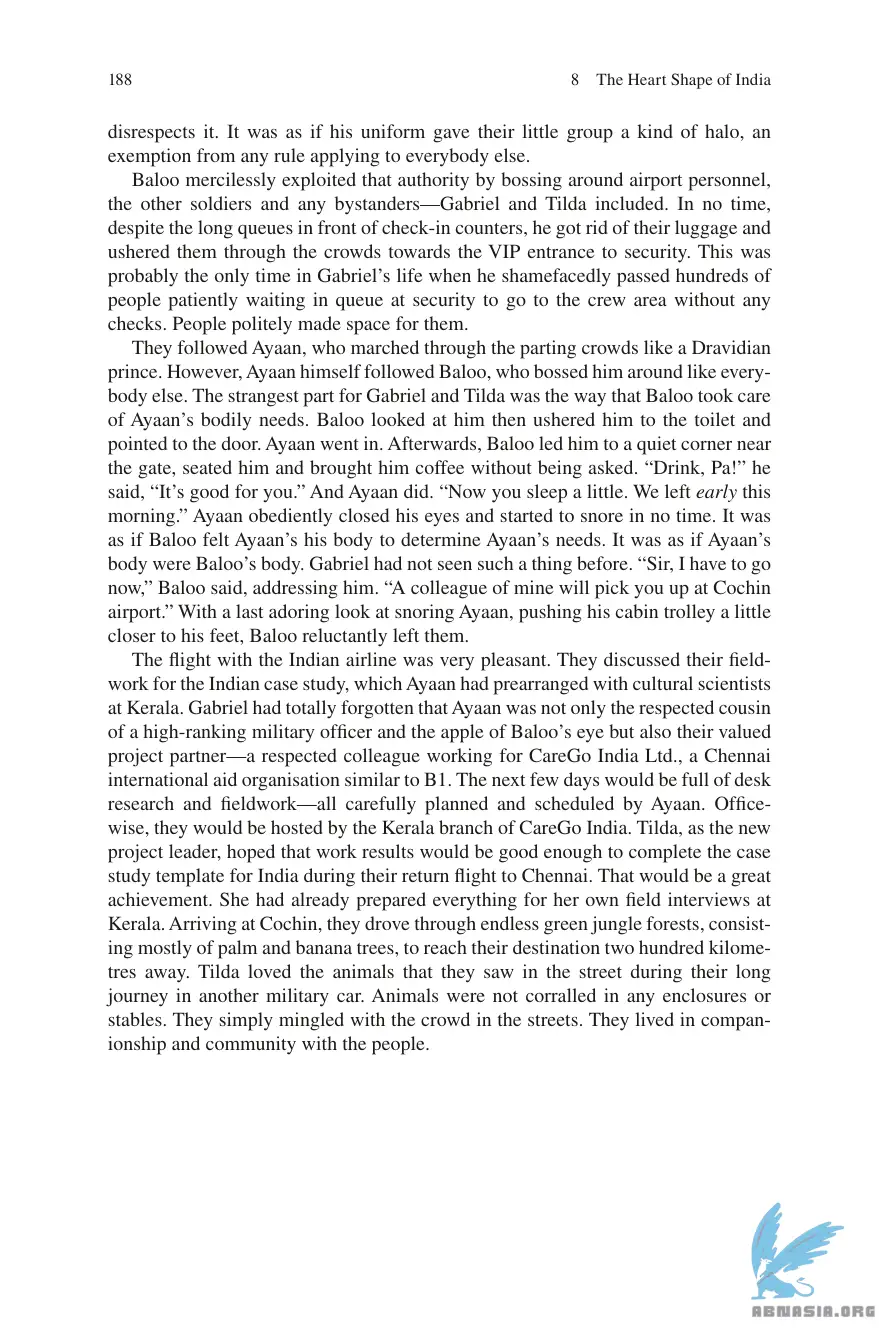 188
8 The Heart Shape of India
disrespects it. It was as if his uniform gave their little group a kind of halo, an
exemption from any rule applying to everybody else.
Baloo mercilessly exploited that authority by bossing around airport personnel,
the other soldiers and any bystanders—Gabriel and Tilda included. In no time,
despite the long queues in front of check-in counters, he got rid of their luggage and
ushered them through the crowds towards the VIP entrance to security. This was
probably the only time in Gabriel’s life when he shamefacedly passed hundreds of
people patiently waiting in queue at security to go to the crew area without any
checks. People politely made space for them.
They followed Ayaan, who marched through the parting crowds like a Dravidian
prince. However, Ayaan himself followed Baloo, who bossed him around like every-
body else. The strangest part for Gabriel and Tilda was the way that Baloo took care
of Ayaan’s bodily needs. Baloo looked at him then ushered him to the toilet and
pointed to the door. Ayaan went in. Afterwards, Baloo led him to a quiet corner near
the gate, seated him and brought him coffee without being asked. “Drink, Pa!” he
said, “It’s good for you.” And Ayaan did. “Now you sleep a little. We left early this
morning.” Ayaan obediently closed his eyes and started to snore in no time. It was
as if Baloo felt Ayaan’s his body to determine Ayaan’s needs. It was as if Ayaan’s
body were Baloo’s body. Gabriel had not seen such a thing before. “Sir, I have to go
now,” Baloo said, addressing him. “A colleague of mine will pick you up at Cochin
airport.” With a last adoring look at snoring Ayaan, pushing his cabin trolley a little
closer to his feet, Baloo reluctantly left them.
The flight with the Indian airline was very pleasant. They discussed their field-
work for the Indian case study, which Ayaan had prearranged with cultural scientists
at Kerala. Gabriel had totally forgotten that Ayaan was not only the respected cousin
of a high-ranking military officer and the apple of Baloo’s eye but also their valued
project partner—a respected colleague working for CareGo India Ltd., a Chennai
international aid organisation similar to B1. The next few days would be full of desk
research and fieldwork—all carefully planned and scheduled by Ayaan. Office-
wise, they would be hosted by the Kerala branch of CareGo India. Tilda, as the new
project leader, hoped that work results would be good enough to complete the case
study template for India during their return flight to Chennai. That would be a great
achievement. She had already prepared everything for her own field interviews at
Kerala. Arriving at Cochin, they drove through endless green jungle forests, consist-
ing mostly of palm and banana trees, to reach their destination two hundred kilome-
tres away. Tilda loved the animals that they saw in the street during their long
journey in another military car. Animals were not corralled in any enclosures or
stables. They simply mingled with the crowd in the streets. They lived in compan-
ionship and community with the people.
ABNASIA.ORG